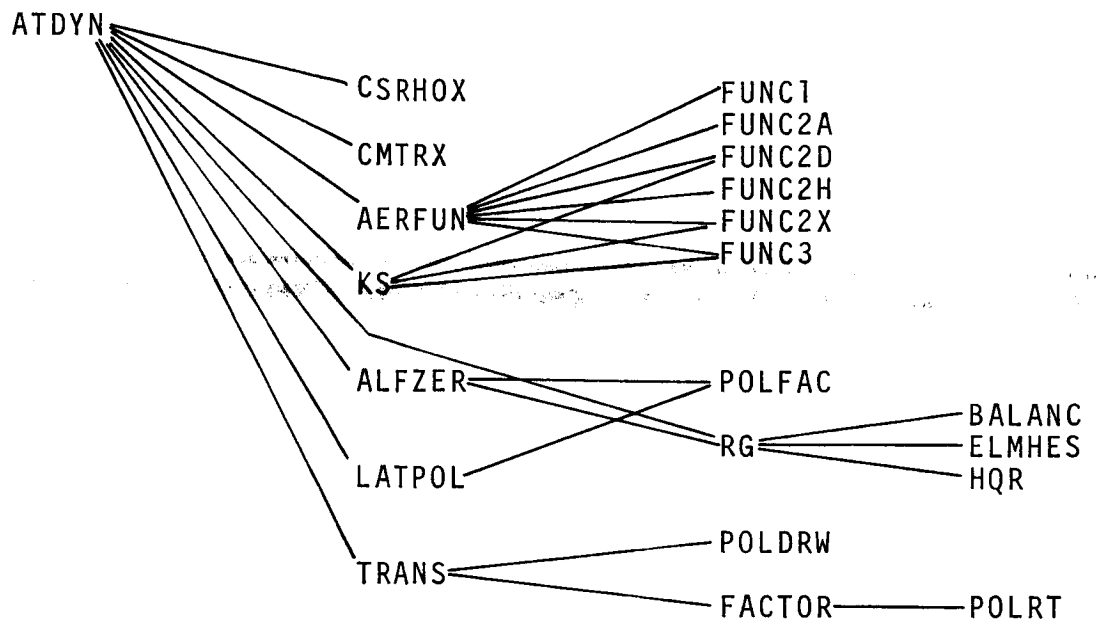 ATDYN
CSRHOX
CMTRX
AERFUN
KS
ALFZER
LATPOL
TRANS
FUNC1
FUNC2A
FUNC2D
FUNC2H
FUNC2X
FUNC3
POLFAC
RG
POLDRW
FACTOR
BALANC
ELMHES
HQR
POLRT